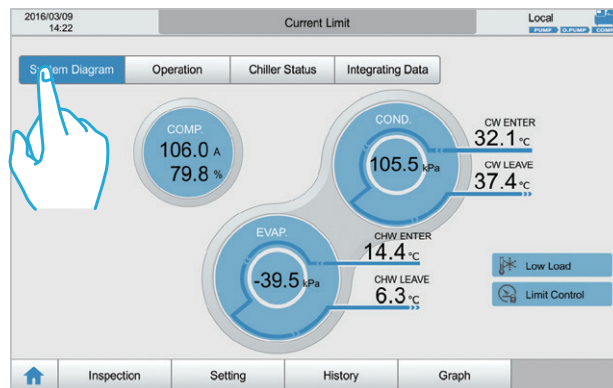 2016/03/09
14:22
Current Limit
Local
PUMP O.PUMP COMP
System Diagram
Operation
Chiller Status
Integrating Data
COMP.
106.0 A
79.8 %
COND.
105.5 kPa
CW ENTER
32.1 °C
CW LEAVE
37.4 °C
EVAP.
-39.5 kPa
CHW ENTER
14.4 °C
CHW LEAVE
6.3 °C
Low Load
Limit Control
Inspection
Setting
History
Graph